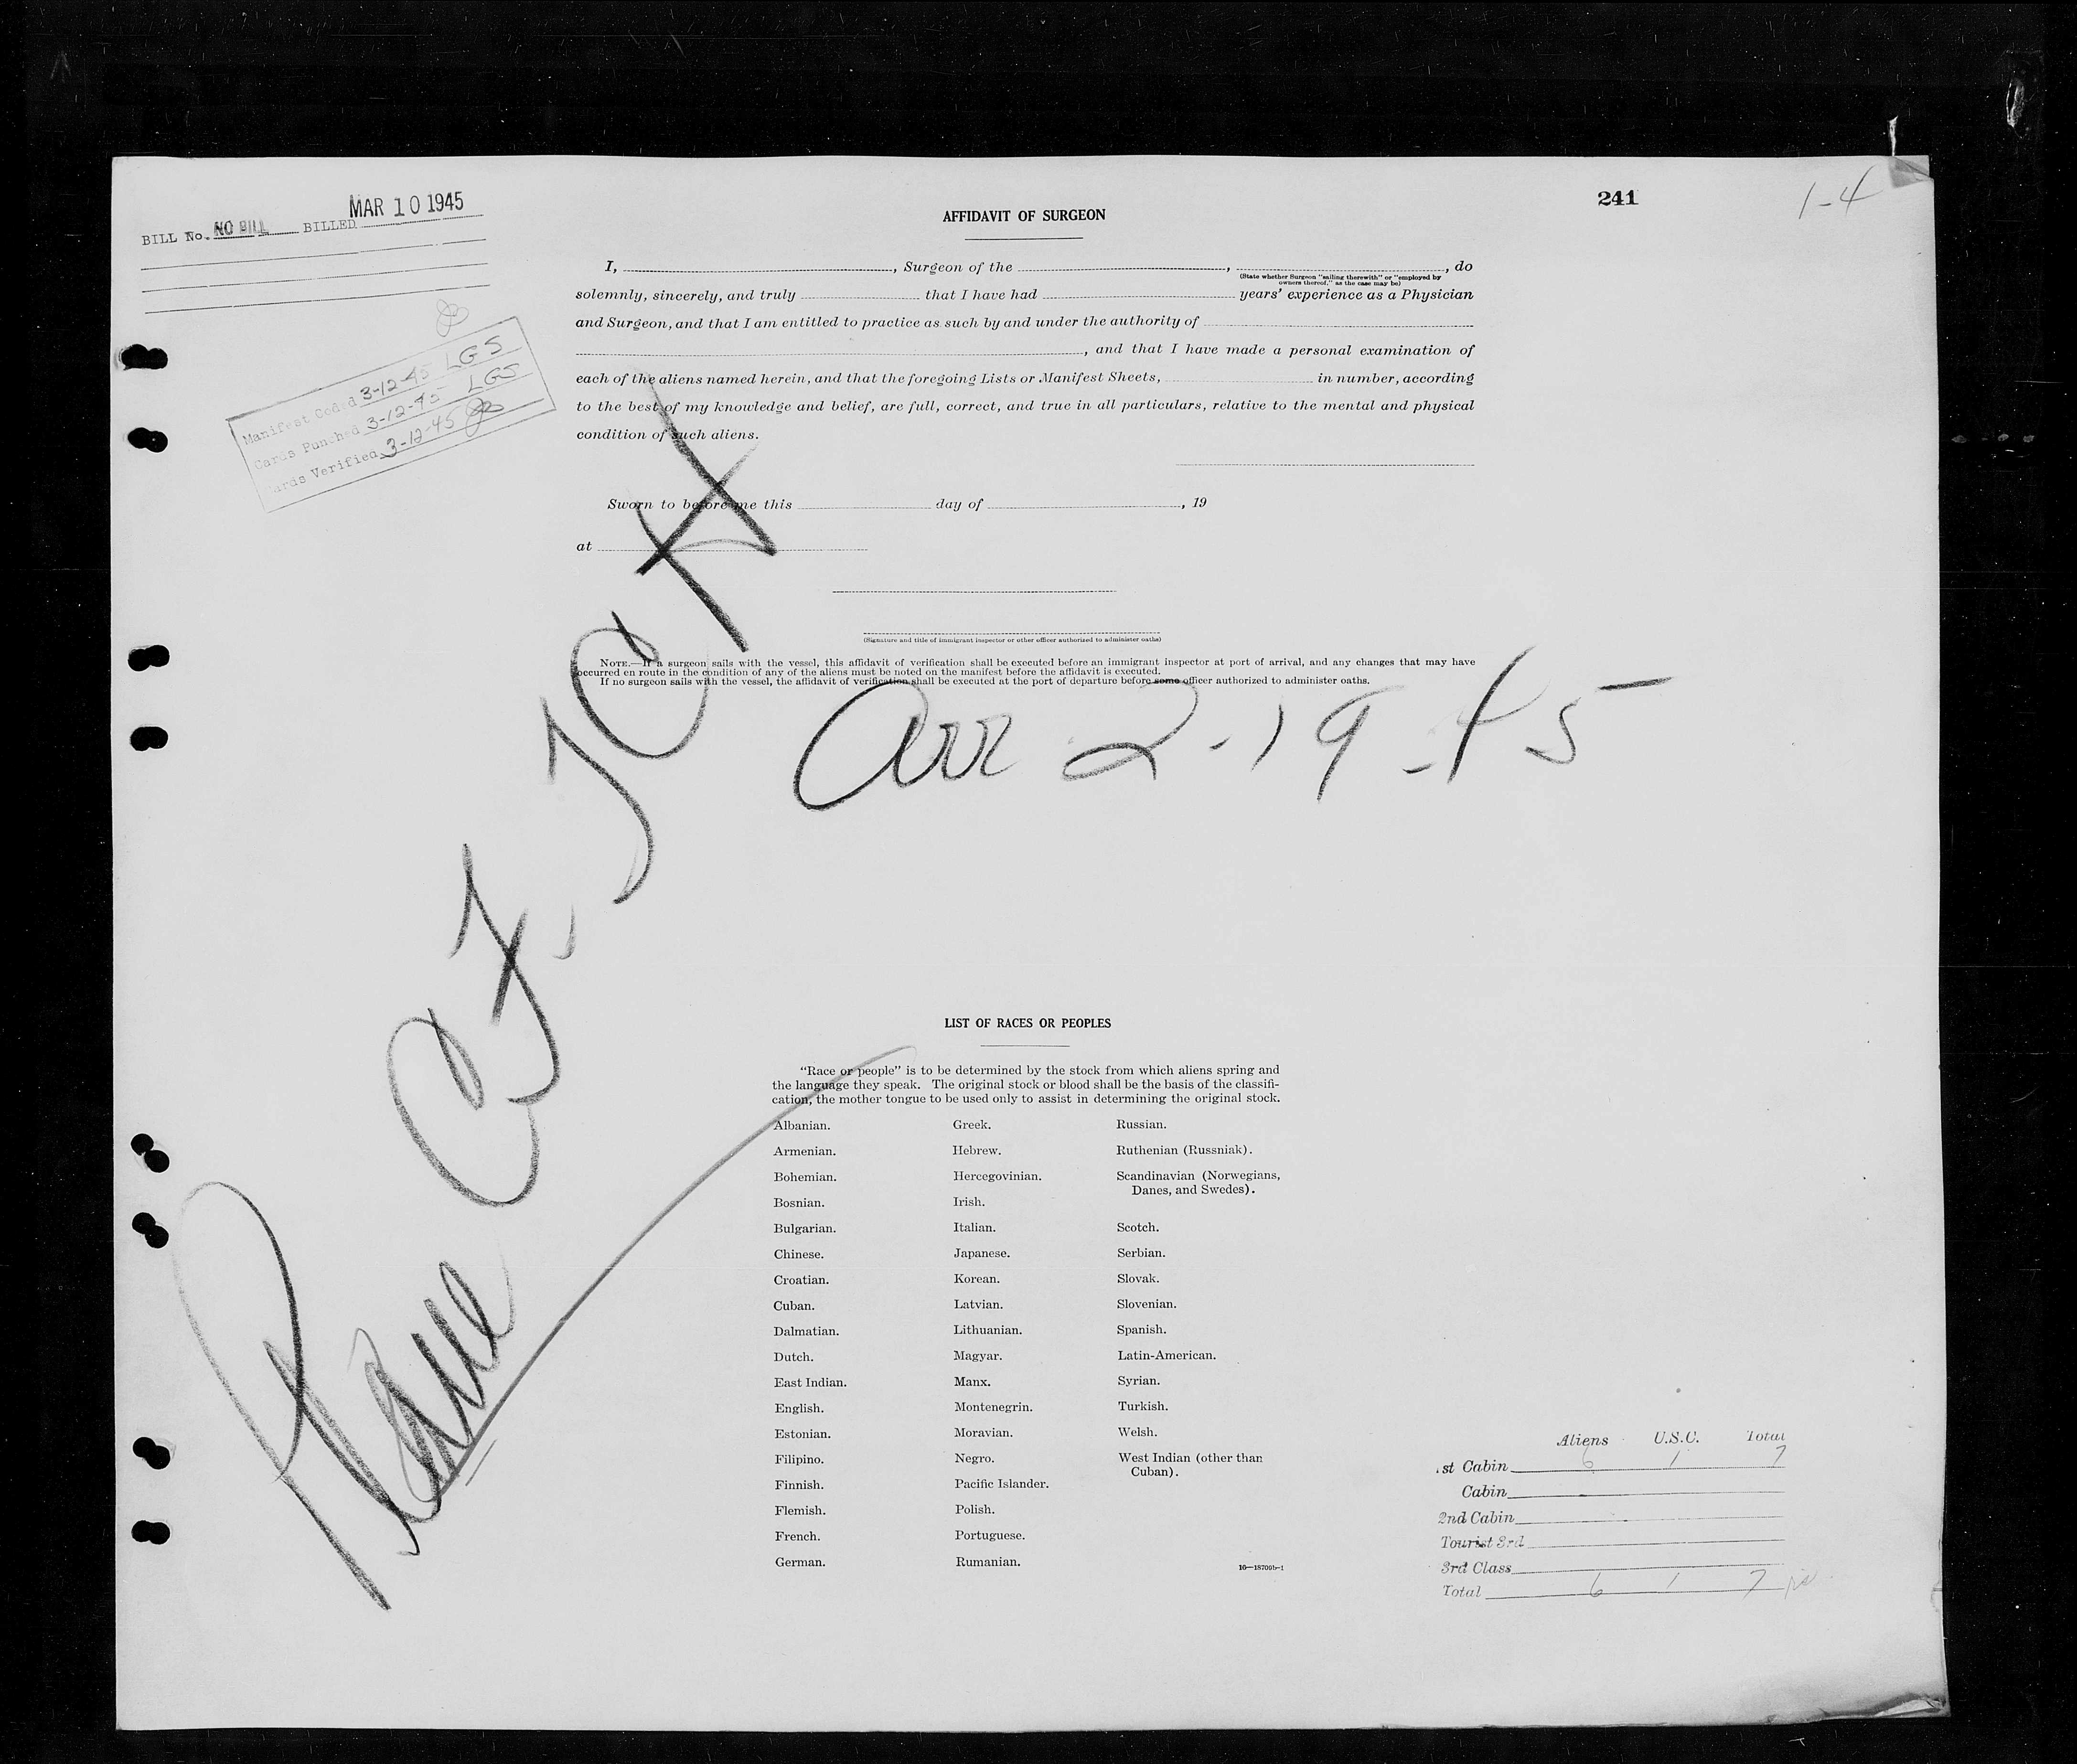 MAR 10 1945
BILL No. NO BILL BILLED
241
1-4
AFFIDAVIT OF SURGEON
I, , Surgeon of the , , do
(State whether Surgeon "sailing therewith" or "employed by
owners thereof," as the case may be)
solemnly, sincerely, and truly that I have had years' experience as a Physician
and Surgeon, and that I am entitled to practice as such by and under the authority of
, and that I have made a personal examination of
each of the aliens named herein, and that the foregoing Lists or Manifest Sheets, in number, according
to the best of my knowledge and belief, are full, correct, and true in all particulars, relative to the mental and physical
condition of such aliens.
Manifest Coded 3-12-45 LGS
Cards Punched 3-12-45 LGS
Cards Verified 3-12-45
Sworn to before me this day of , 19
at
(Signature and title of immigrant inspector or other officer authorized to administer oaths)
NOTE.—If a surgeon sails with the vessel, this affidavit of verification shall be executed before an immigrant inspector at port of arrival, and any changes that may have
occurred en route in the condition of any of the aliens must be noted on the manifest before the affidavit is executed.
If no surgeon sails with the vessel, the affidavit of verification shall be executed at the port of departure before some officer authorized to administer oaths.
Arr 2-19-45
Plane
LIST OF RACES OR PEOPLES
"Race or people" is to be determined by the stock from which aliens spring and
the language they speak. The original stock or blood shall be the basis of the classifi-
cation, the mother tongue to be used only to assist in determining the original stock.
Albanian.
Armenian.
Bohemian.
Bosnian.
Bulgarian.
Chinese.
Croatian.
Cuban.
Dalmatian.
Dutch.
East Indian.
English.
Estonian.
Filipino.
Finnish.
Flemish.
French.
German.
Greek.
Hebrew.
Hercegovinian.
Irish.
Italian.
Japanese.
Korean.
Latvian.
Lithuanian.
Magyar.
Manx.
Montenegrin.
Moravian.
Negro.
Pacific Islander.
Polish.
Portuguese.
Rumanian.
Russian.
Ruthenian (Russniak).
Scandinavian (Norwegians,
Danes, and Swedes).
Scotch.
Serbian.
Slovak.
Slovenian.
Spanish.
Latin-American.
Syrian.
Turkish.
Welsh.
West Indian (other than
Cuban).
16—18700b-1
Aliens U.S.C. Total
1st Cabin 6 1 7
Cabin
2nd Cabin
Tourist 3rd
3rd Class
Total 6 1 7